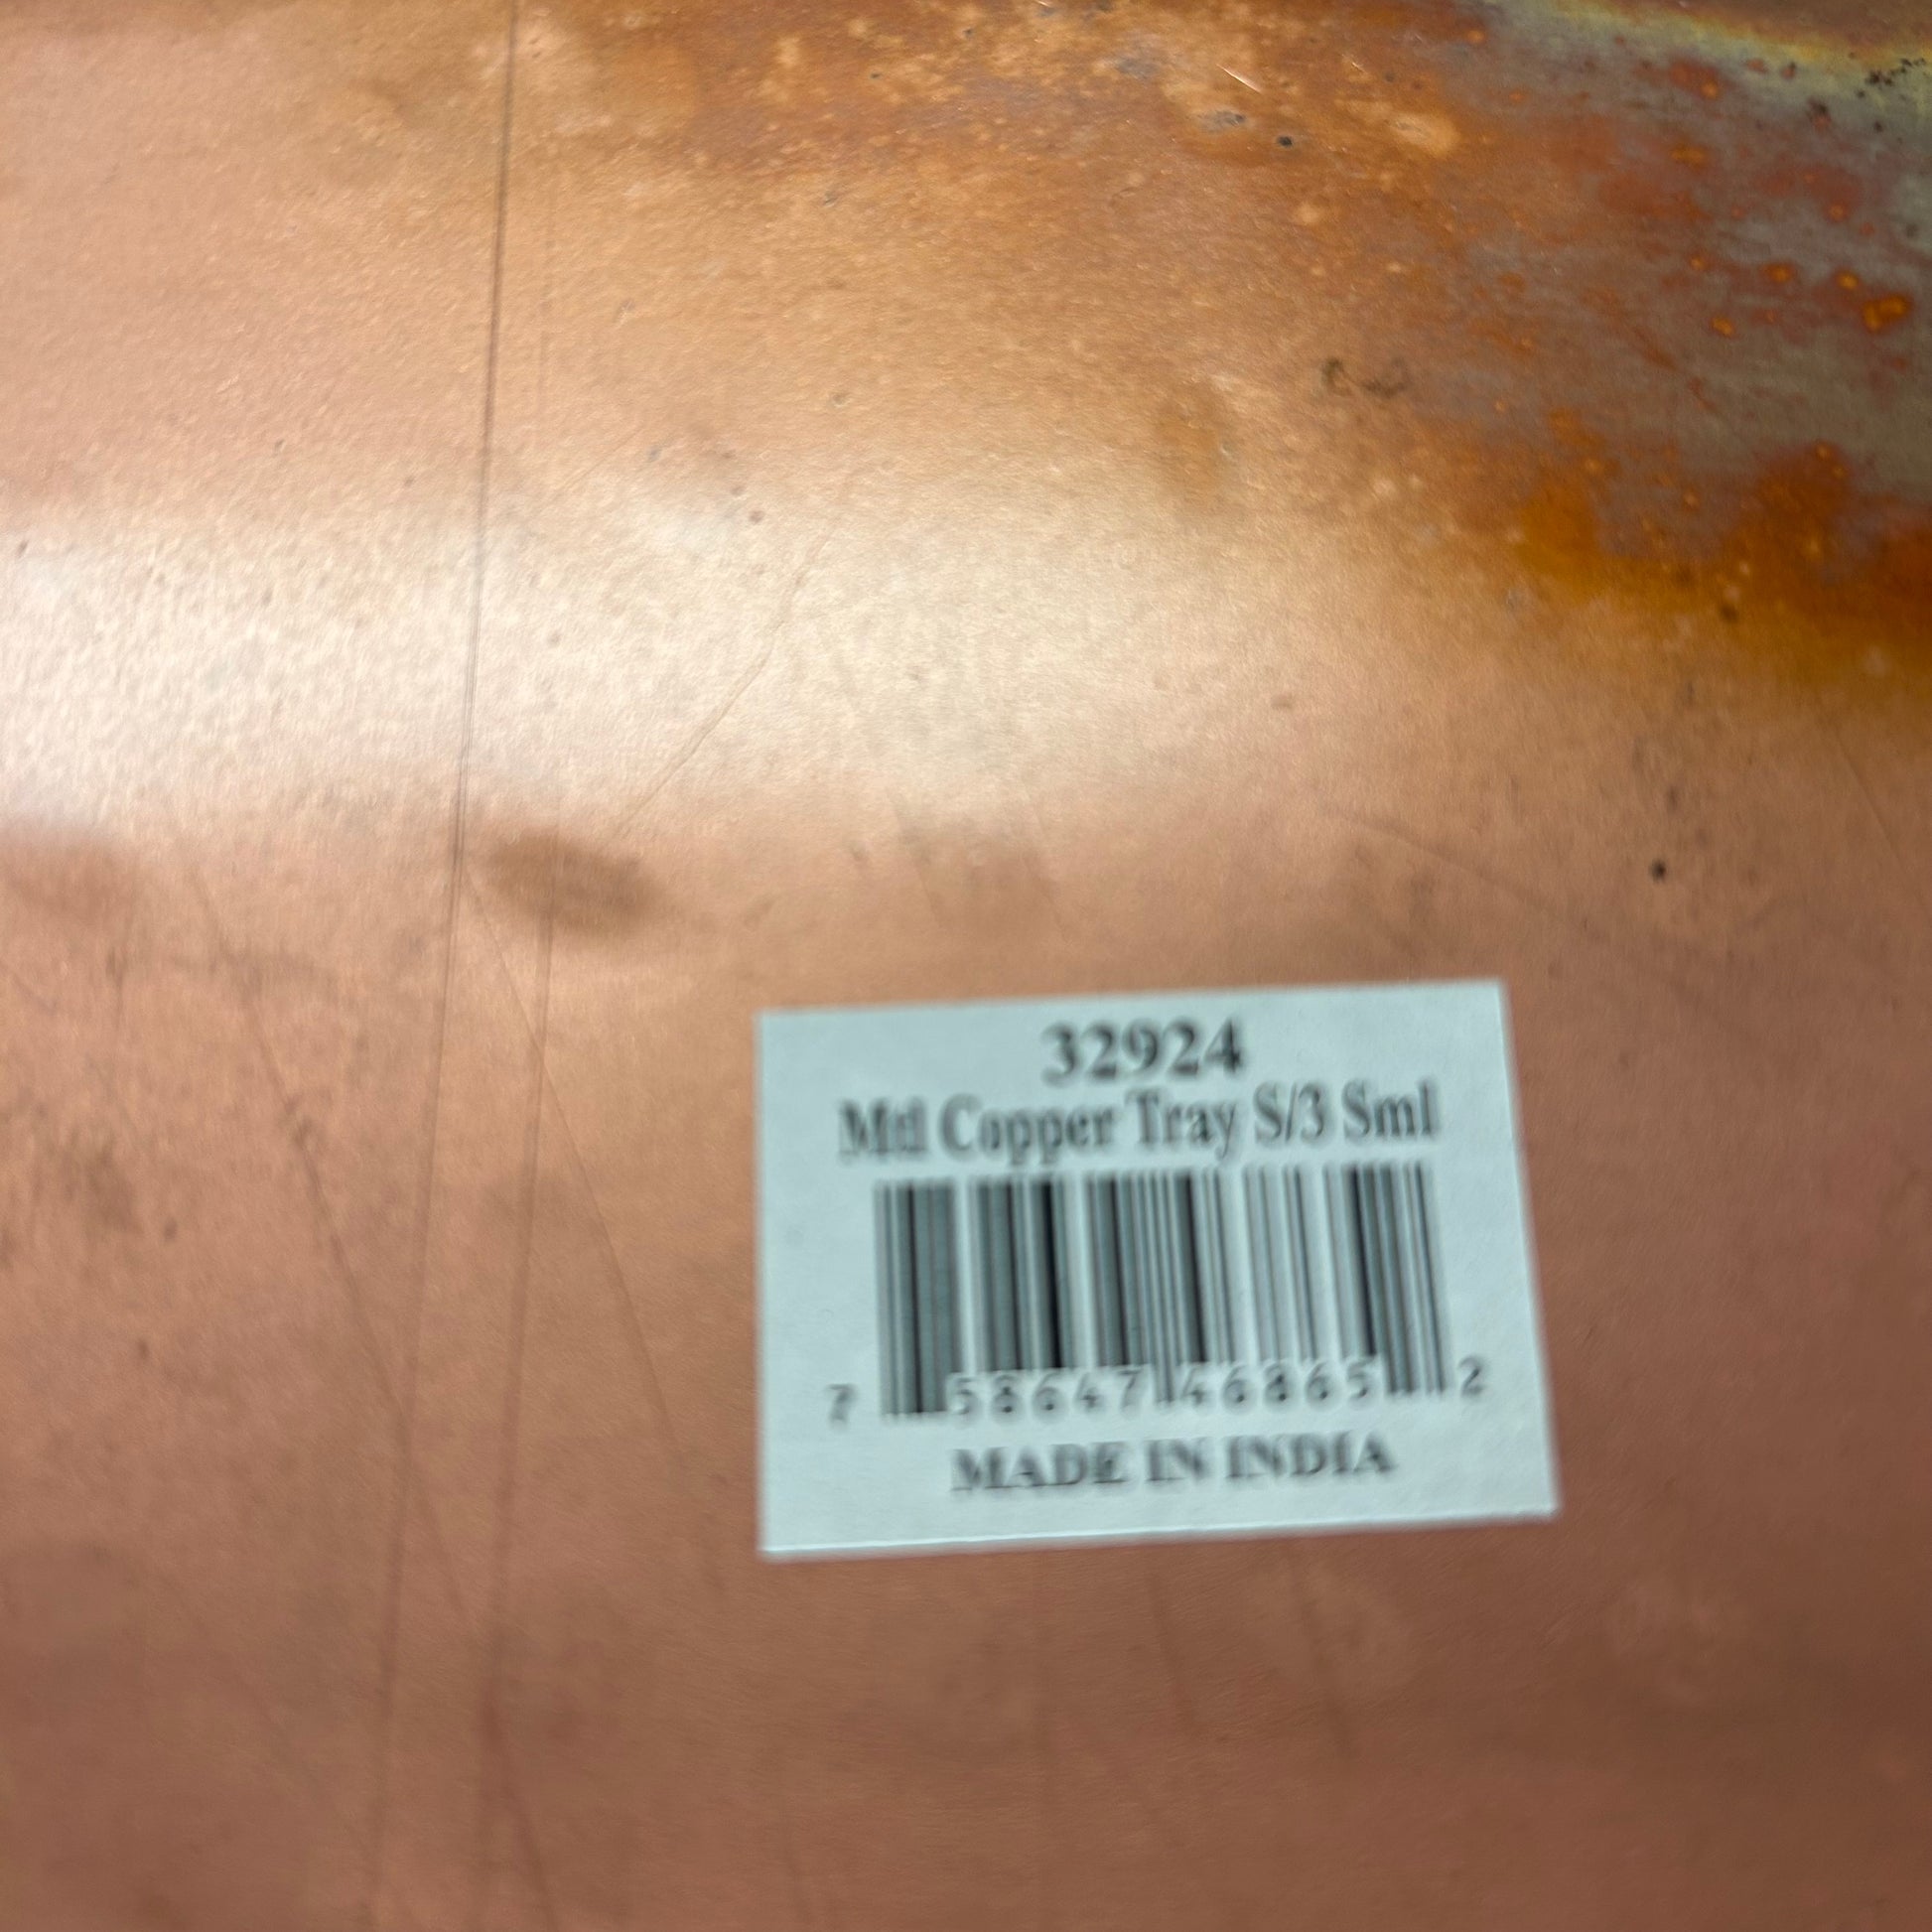 32924
Mtl Copper Tray S/3 Sml
7 58647 46865 2
MADE IN INDIA